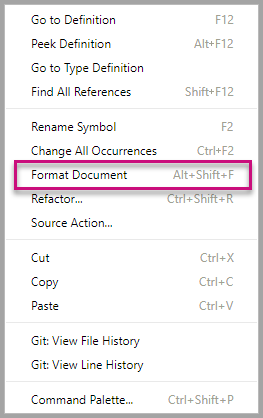 Go to Definition F12
Peek Definition Alt+F12
Go to Type Definition
Find All References Shift+F12
Rename Symbol F2
Change All Occurrences Ctrl+F2
Format Document Alt+Shift+F
Refactor... Ctrl+Shift+R
Source Action...
Cut Ctrl+X
Copy Ctrl+C
Paste Ctrl+V
Git: View File History
Git: View Line History
Command Palette... Ctrl+Shift+P